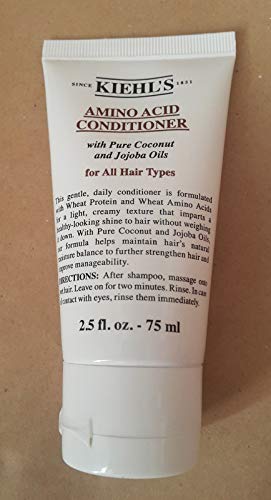 SINCE KIEHL'S 1851
AMINO ACID
CONDITIONER
with Pure Coconut
and Jojoba Oils
for All Hair Types
This gentle, daily conditioner is formulated
with Wheat Protein and Wheat Amino Acids
for a light, creamy texture that imparts a
healthy-looking shine to hair without weighing
it down. With Pure Coconut and Jojoba Oils,
our formula helps maintain hair's natural
moisture balance to further strengthen hair and
improve manageability.
DIRECTIONS: After shampoo, massage onto
wet hair. Leave on for two minutes. Rinse. In case
of contact with eyes, rinse them immediately.
2.5 fl. oz. - 75 ml